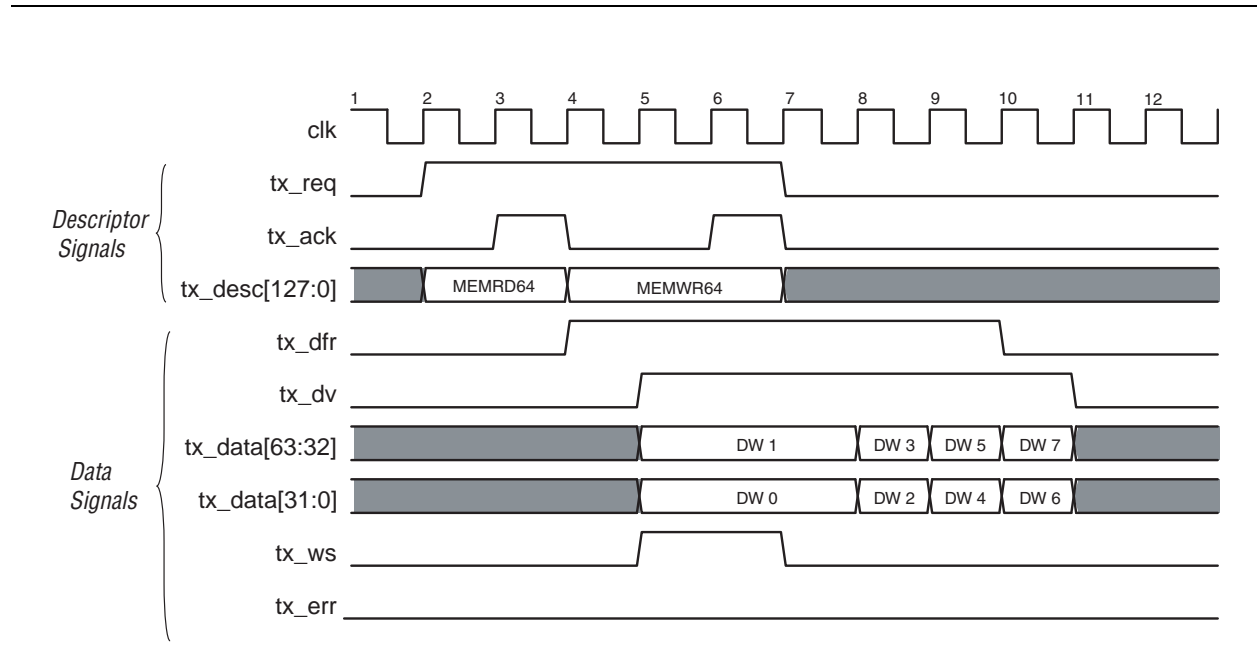 1 2 3 4 5 6 7 8 9 10 11 12
clk
Descriptor
Signals
tx_req
tx_ack
tx_desc[127:0] MEMRD64 MEMWR64
Data
Signals
tx_dfr
tx_dv
tx_data[63:32] DW 1 DW 3 DW 5 DW 7
tx_data[31:0] DW 0 DW 2 DW 4 DW 6
tx_ws
tx_err